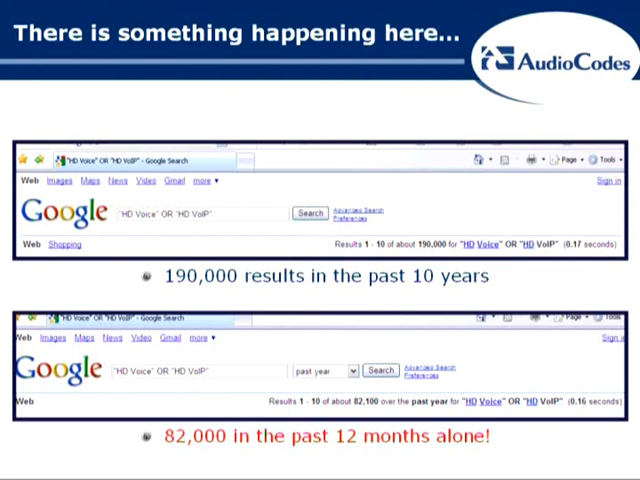 There is something happening here...
AudioCodes
"HD Voice" OR "HD VoIP" - Google Search
Page
Tools
Web Images Maps News Video Gmail more ▼
Sign in
Google
"HD Voice" OR "HD VoIP"
Search
Advanced Search
Preferences
Web Shopping
Results 1 - 10 of about 190,000 for "HD Voice" OR "HD VoIP" (0.17 seconds)
190,000 results in the past 10 years
"HD Voice" OR "HD VoIP" - Google Search
Page
Tools
Web Images Maps News Video Gmail more ▼
Sign in
Google
"HD Voice" OR "HD VoIP"
past year
Search
Advanced Search
Preferences
Web
Results 1 - 10 of about 82,100 over the past year for "HD Voice" OR "HD VoIP" (0.16 seconds)
82,000 in the past 12 months alone!